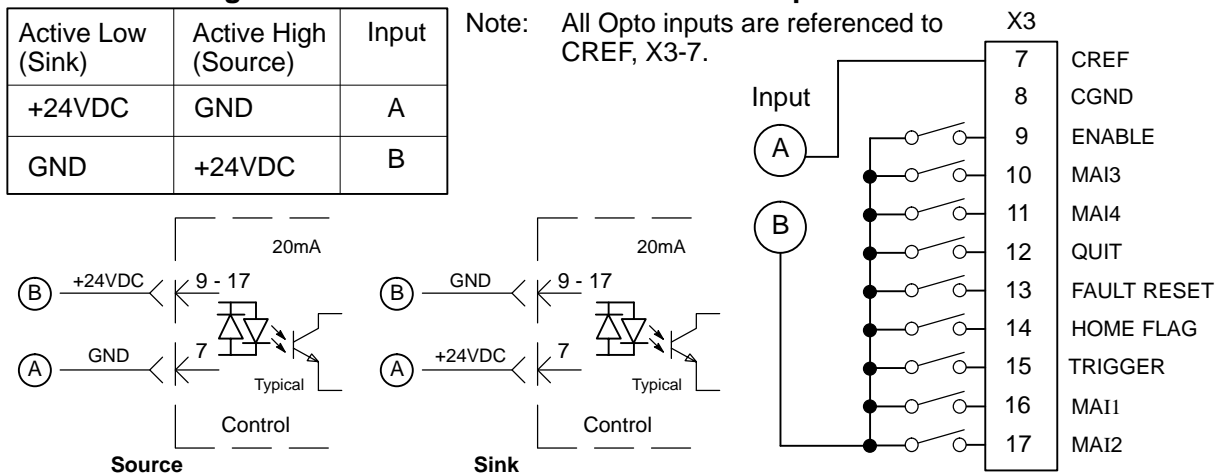 Active Low
(Sink)
Active High
(Source)
Input
+24VDC
GND
A
GND
+24VDC
B
Note: All Opto inputs are referenced to
CREF, X3-7.
X3
7 CREF
8 CGND
9 ENABLE
10 MAI3
11 MAI4
12 QUIT
13 FAULT RESET
14 HOME FLAG
15 TRIGGER
16 MAI1
17 MAI2
Input
A
B
20mA
B +24VDC 9 - 17
A GND 7
Typical
Control
Source
20mA
B GND 9 - 17
A +24VDC 7
Typical
Control
Sink